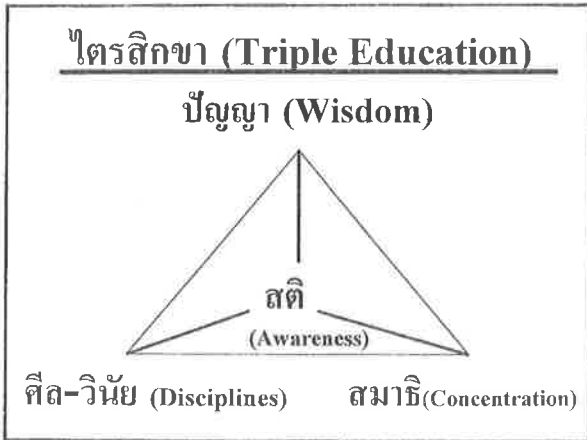 ไตรสิกขา (Triple Education)
ปัญญา (Wisdom)
สติ
(Awareness)
ศีล-วินัย (Disciplines) สมาธิ(Concentration)